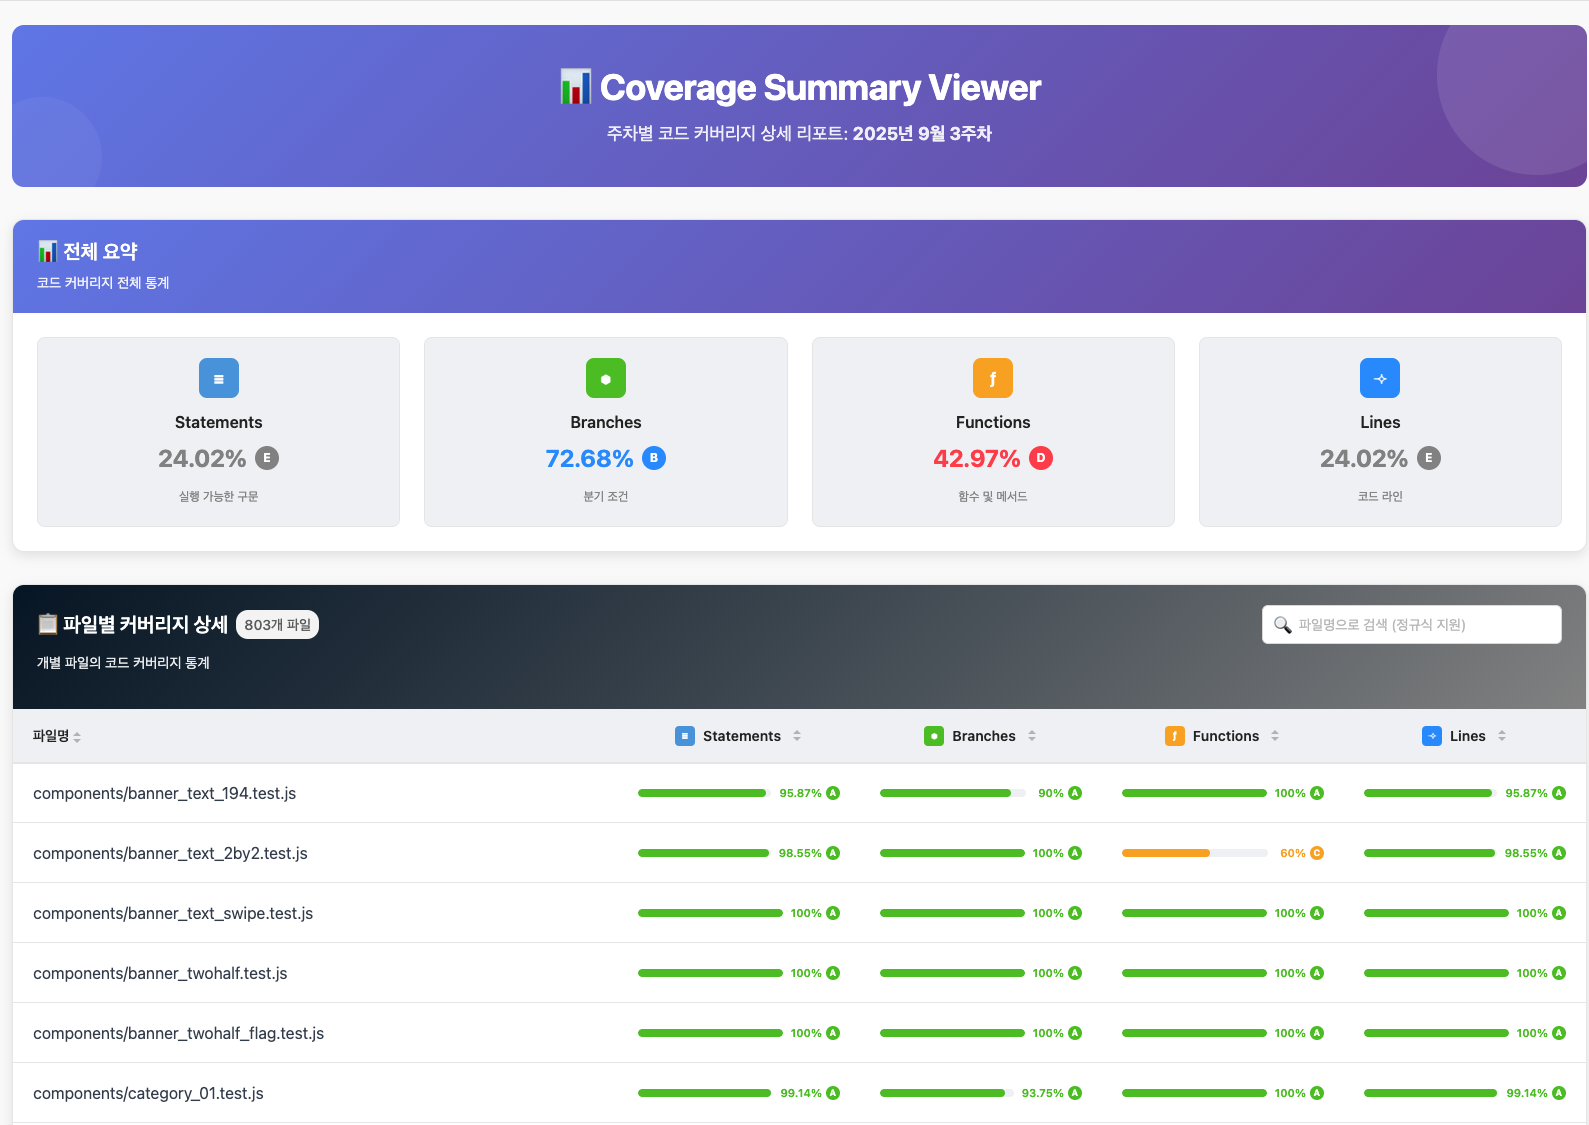 📊 Coverage Summary Viewer
주차별 코드 커버리지 상세 리포트: 2025년 9월 3주차
📊 전체 요약
코드 커버리지 전체 통계
Statements
24.02% E
실행 가능한 구문
Branches
72.68% B
분기 조건
ƒ
Functions
42.97% D
함수 및 메서드
Lines
24.02% E
코드 라인
📋 파일별 커버리지 상세 803개 파일
🔍 파일명으로 검색 (정규식 지원)
개별 파일의 코드 커버리지 통계
파일명 Statements Branches ƒ Functions Lines
components/banner_text_194.test.js 95.87% A 90% A 100% A 95.87% A
components/banner_text_2by2.test.js 98.55% A 100% A 60% C 98.55% A
components/banner_text_swipe.test.js 100% A 100% A 100% A 100% A
components/banner_twohalf.test.js 100% A 100% A 100% A 100% A
components/banner_twohalf_flag.test.js 100% A 100% A 100% A 100% A
components/category_01.test.js 99.14% A 93.75% A 100% A 99.14% A